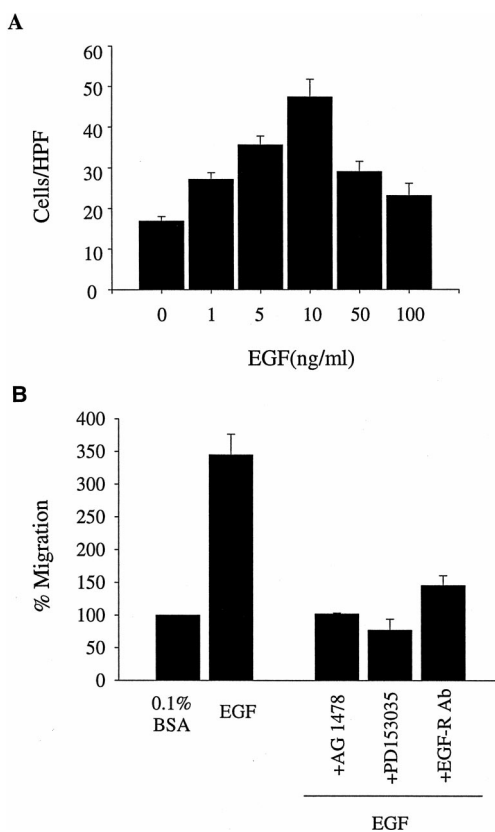 A
60
50
40
30
20
10
0
Cells/HPF
0 1 5 10 50 100
EGF(ng/ml)
B
400
350
300
250
200
150
100
50
0
% Migration
0.1%
BSA
EGF
+AG 1478
+PD153035
+EGF-R Ab
EGF